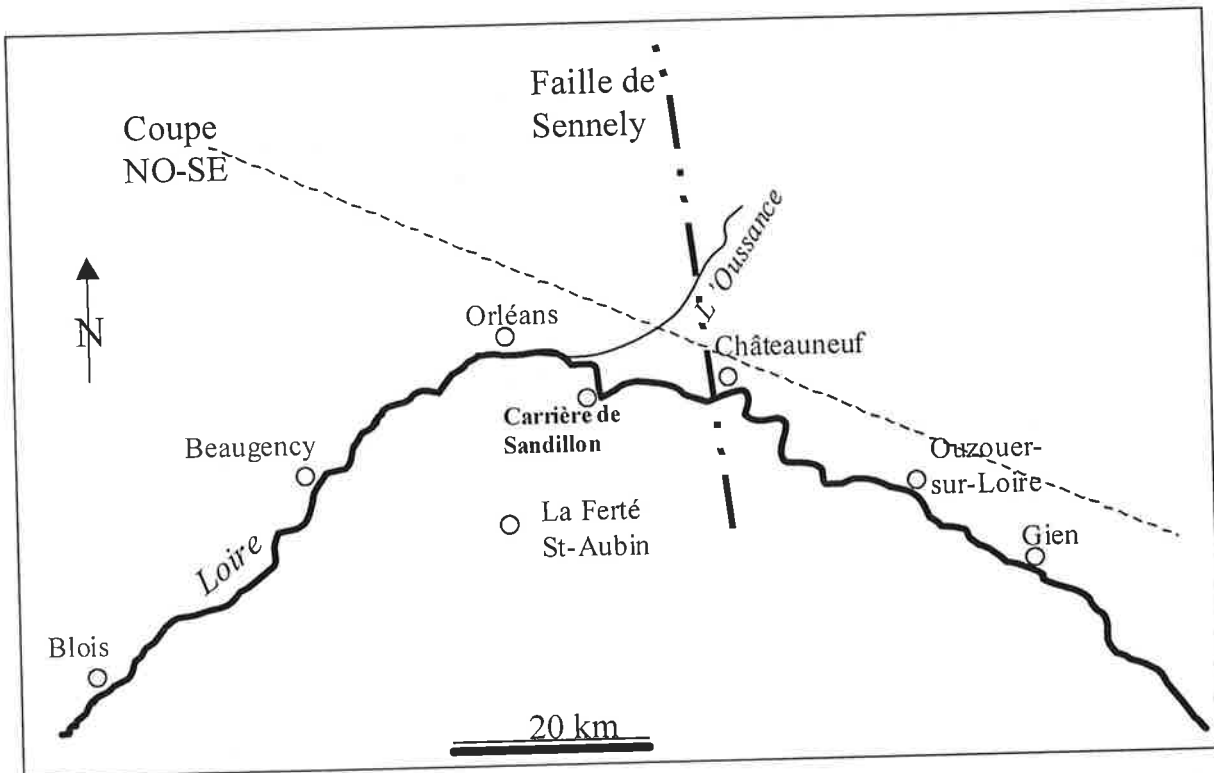 Faille de
Sennely
Coupe
NO-SE
L'Oussance
N
Orléans
Châteauneuf
Carrière de
Sandillon
Beaugency
Ouzouer-
sur-Loire
La Ferté
St-Aubin
Gien
Loire
Blois
20 km